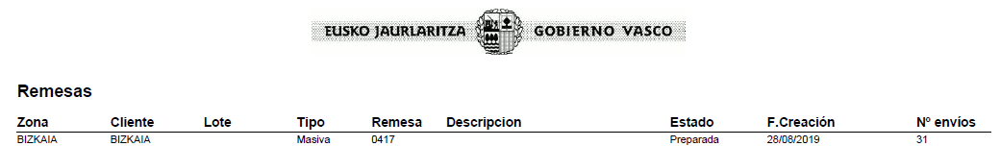 EUSKO JAURLARITZA GOBIERNO VASCO
Remesas
Zona Cliente Lote Tipo Remesa Descripcion Estado F.Creación Nº envíos
BIZKAIA BIZKAIA Masiva 0417 Preparada 28/08/2019 31